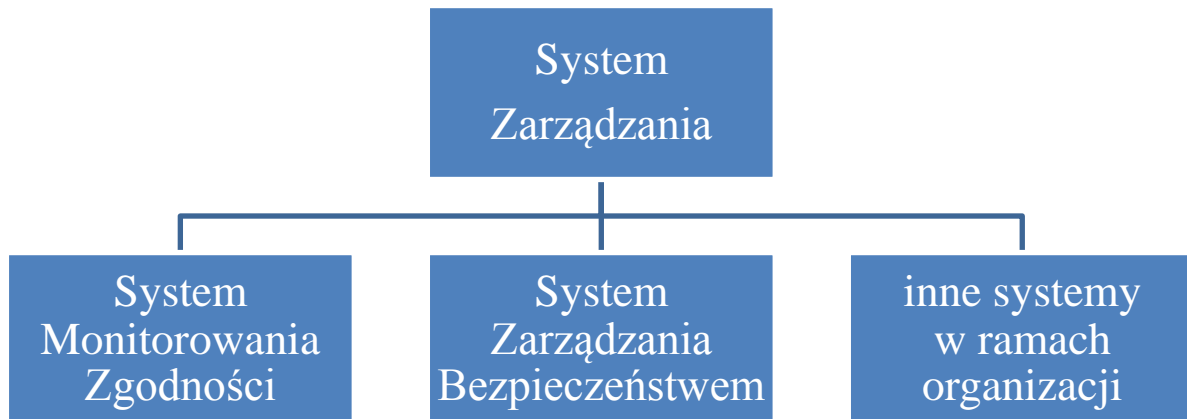 System
Zarządzania
System
Monitorowania
Zgodności
System
Zarządzania
Bezpieczeństwem
inne systemy
w ramach
organizacji